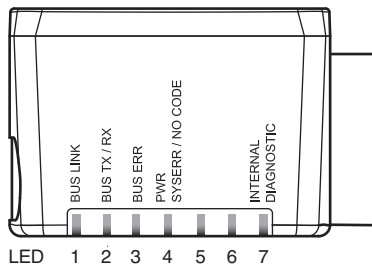 BUS LINK
BUS TX / RX
BUS ERR
PWR
SYSERR / NO CODE
INTERNAL
DIAGNOSTIC
LED 1 2 3 4 5 6 7